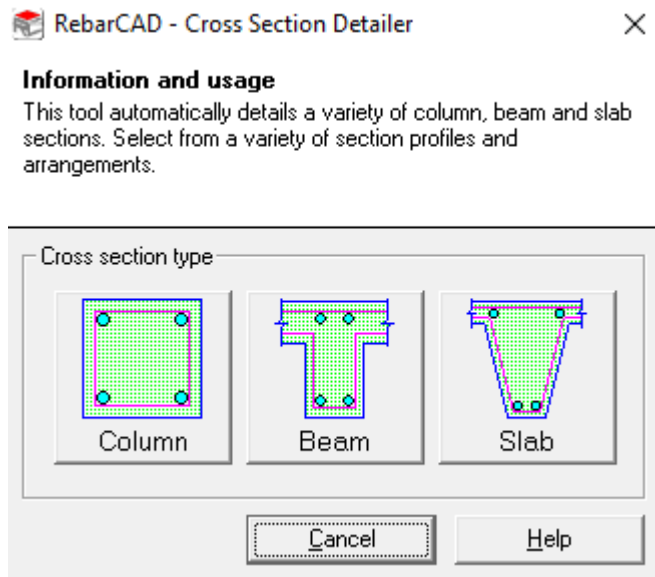 RebarCAD - Cross Section Detailer
Information and usage
This tool automatically details a variety of column, beam and slab
sections. Select from a variety of section profiles and
arrangements.
Cross section type
Column
Beam
Slab
Cancel
Help